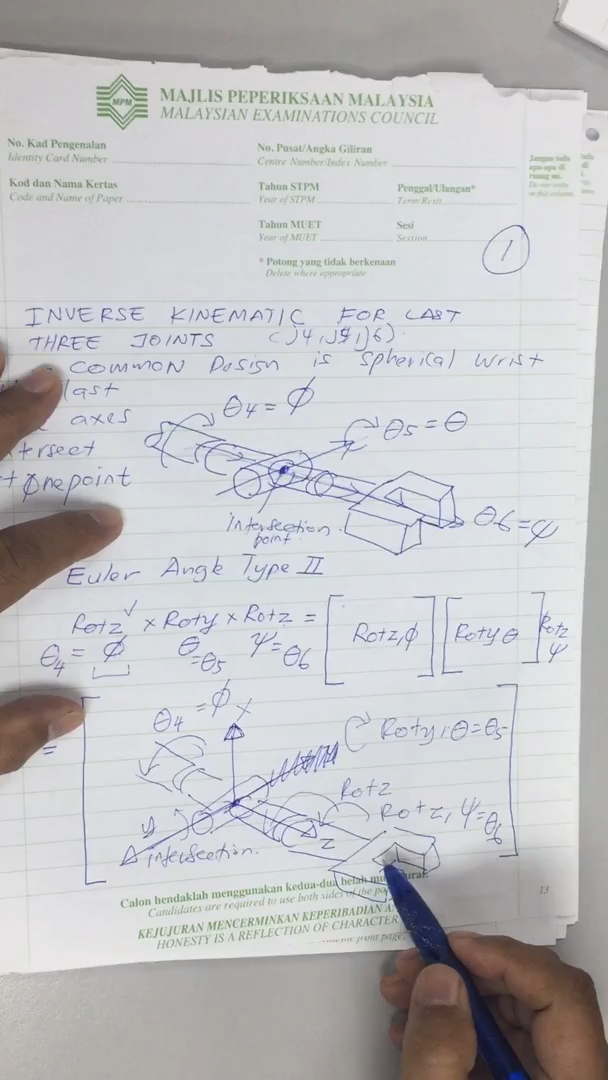 MPM
MAJLIS PEPERIKSAAN MALAYSIA
MALAYSIAN EXAMINATIONS COUNCIL
No. Kad Pengenalan
Identity Card Number
No. Pusat/Angka Giliran
Centre Number/Index Number
Kod dan Nama Kertas
Code and Name of Paper
Tahun STPM
Year of STPM
Penggal/Ulangan*
Term/Resit
Tahun MUET
Year of MUET
Sesi
Session
* Potong yang tidak berkenaan
Delete where appropriate
1
INVERSE KINEMATIC FOR LAST
THREE JOINTS (J4, J5, J6).
COMMON Design is spherical wrist
last
axes
tersect
t onepoint
θ4 = φ
θ5 = θ
θ6 = ψ
intersection point.
Euler Angle Type II
Rotz × Roty × Rotz = [Rotz, φ] [Roty θ] Rotz ψ
θ4 = φ θ = θ5 ψ = θ6
=
θ4 = φ
x
Roty, θ = θ5
Rotz
Rotz, ψ = θ6
y
z
intersection.
Calon hendaklah menggunakan kedua-dua belah
Candidates are required to use both sides of the
13
KEJUJURAN MENCERMINKAN KEPERIBADIAN
HONESTY IS A REFLECTION OF CHARACTER